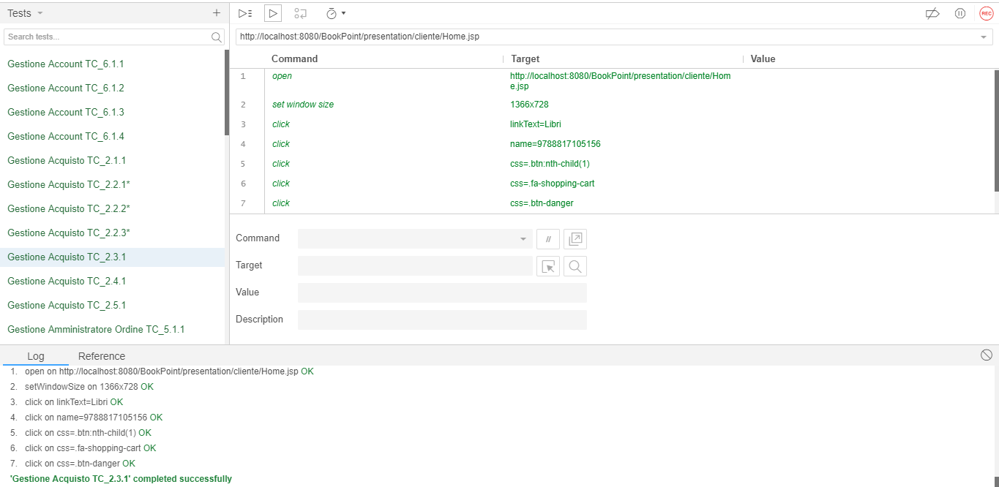 Tests
Search tests...
Gestione Account TC_6.1.1
Gestione Account TC_6.1.2
Gestione Account TC_6.1.3
Gestione Account TC_6.1.4
Gestione Acquisto TC_2.1.1
Gestione Acquisto TC_2.2.1*
Gestione Acquisto TC_2.2.2*
Gestione Acquisto TC_2.2.3*
Gestione Acquisto TC_2.3.1
Gestione Acquisto TC_2.4.1
Gestione Acquisto TC_2.5.1
Gestione Amministratore Ordine TC_5.1.1
REC
http://localhost:8080/BookPoint/presentation/cliente/Home.jsp
Command Target Value
1 open http://localhost:8080/BookPoint/presentation/cliente/Hom
e.jsp
2 set window size 1366x728
3 click linkText=Libri
4 click name=9788817105156
5 click css=.btn:nth-child(1)
6 click css=.fa-shopping-cart
7 click css=.btn-danger
Command //
Target
Value
Description
Log Reference
1. open on http://localhost:8080/BookPoint/presentation/cliente/Home.jsp OK
2. setWindowSize on 1366x728 OK
3. click on linkText=Libri OK
4. click on name=9788817105156 OK
5. click on css=.btn:nth-child(1) OK
6. click on css=.fa-shopping-cart OK
7. click on css=.btn-danger OK
'Gestione Acquisto TC_2.3.1' completed successfully